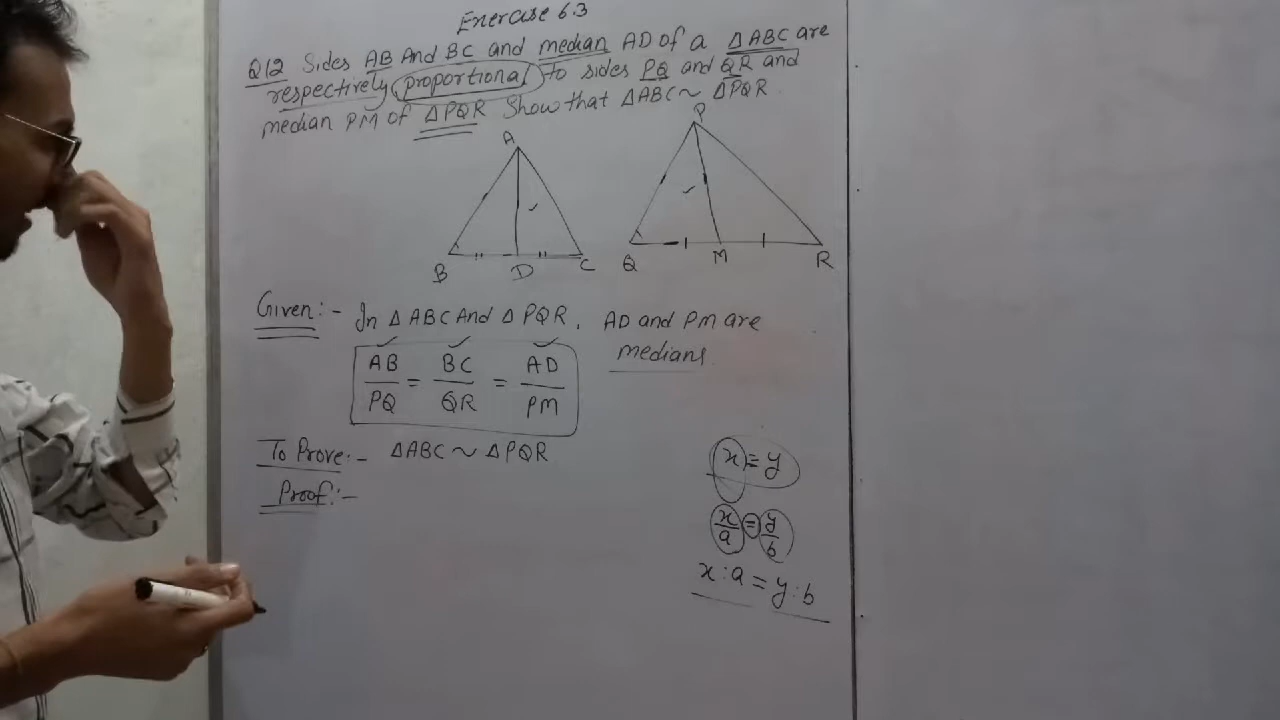 Exercise 6.3
Q12 Sides AB And BC and median AD of a ΔABC are
respectively proportional to sides PQ and QR and
median PM of ΔPQR Show that ΔABC ~ ΔPQR.
A
P
B
D
C
Q
M
R
Given:- In ΔABC And ΔPQR, AD and PM are
medians.
AB/PQ = BC/QR = AD/PM
To Prove:- ΔABC ~ ΔPQR
Proof:-
x = y
x/a = y/b
x:a = y:b